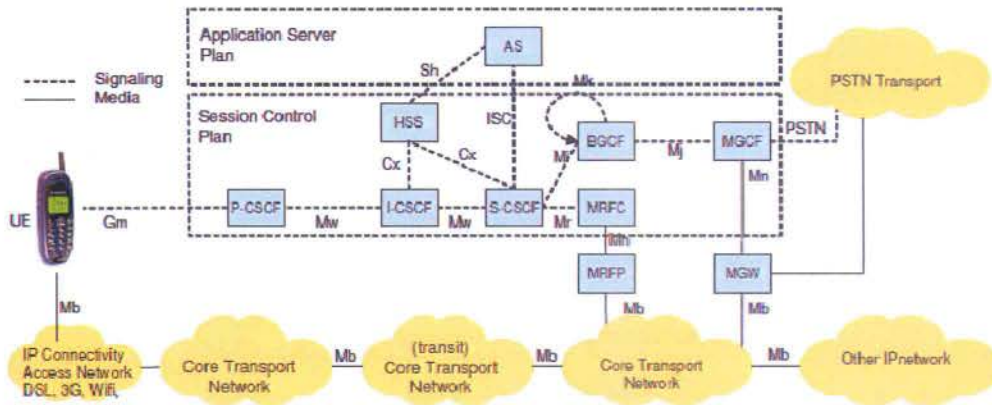 Application Server
Plan
AS
Signaling
Media
Sh
Mk
PSTN Transport
Session Control
Plan
HSS
ISC
BGCF
MGCF
PSTN
Mi
Mj
Cx
Cx
Mn
UE
Gm
P-CSCF
Mw
I-CSCF
Mw
S-CSCF
Mr
MRFC
MRFP
MGW
Mb
Mb
Mb
IP Connectivity
Access Network
DSL, 3G, Wifi,
Core Transport
Network
Mb
(transit)
Core Transport
Network
Mb
Core Transport
Network
Mb
Other IPnetwork